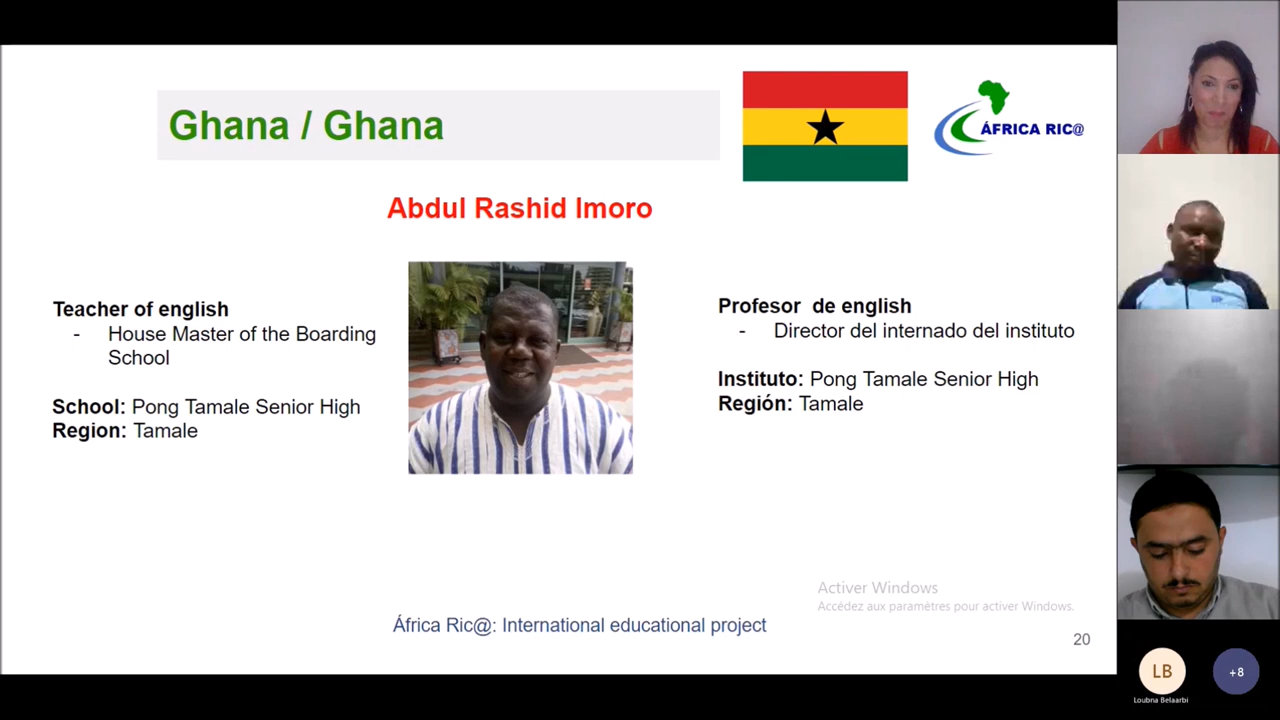 Ghana / Ghana
ÁFRICA RIC@
Abdul Rashid Imoro
Teacher of english
- House Master of the Boarding
School
School: Pong Tamale Senior High
Region: Tamale
Profesor de english
- Director del internado del instituto
Instituto: Pong Tamale Senior High
Región: Tamale
Activer Windows
Accédez aux paramètres pour activer Windows.
África Ric@: International educational project
20
LB
Loubna Belaarbi
+8